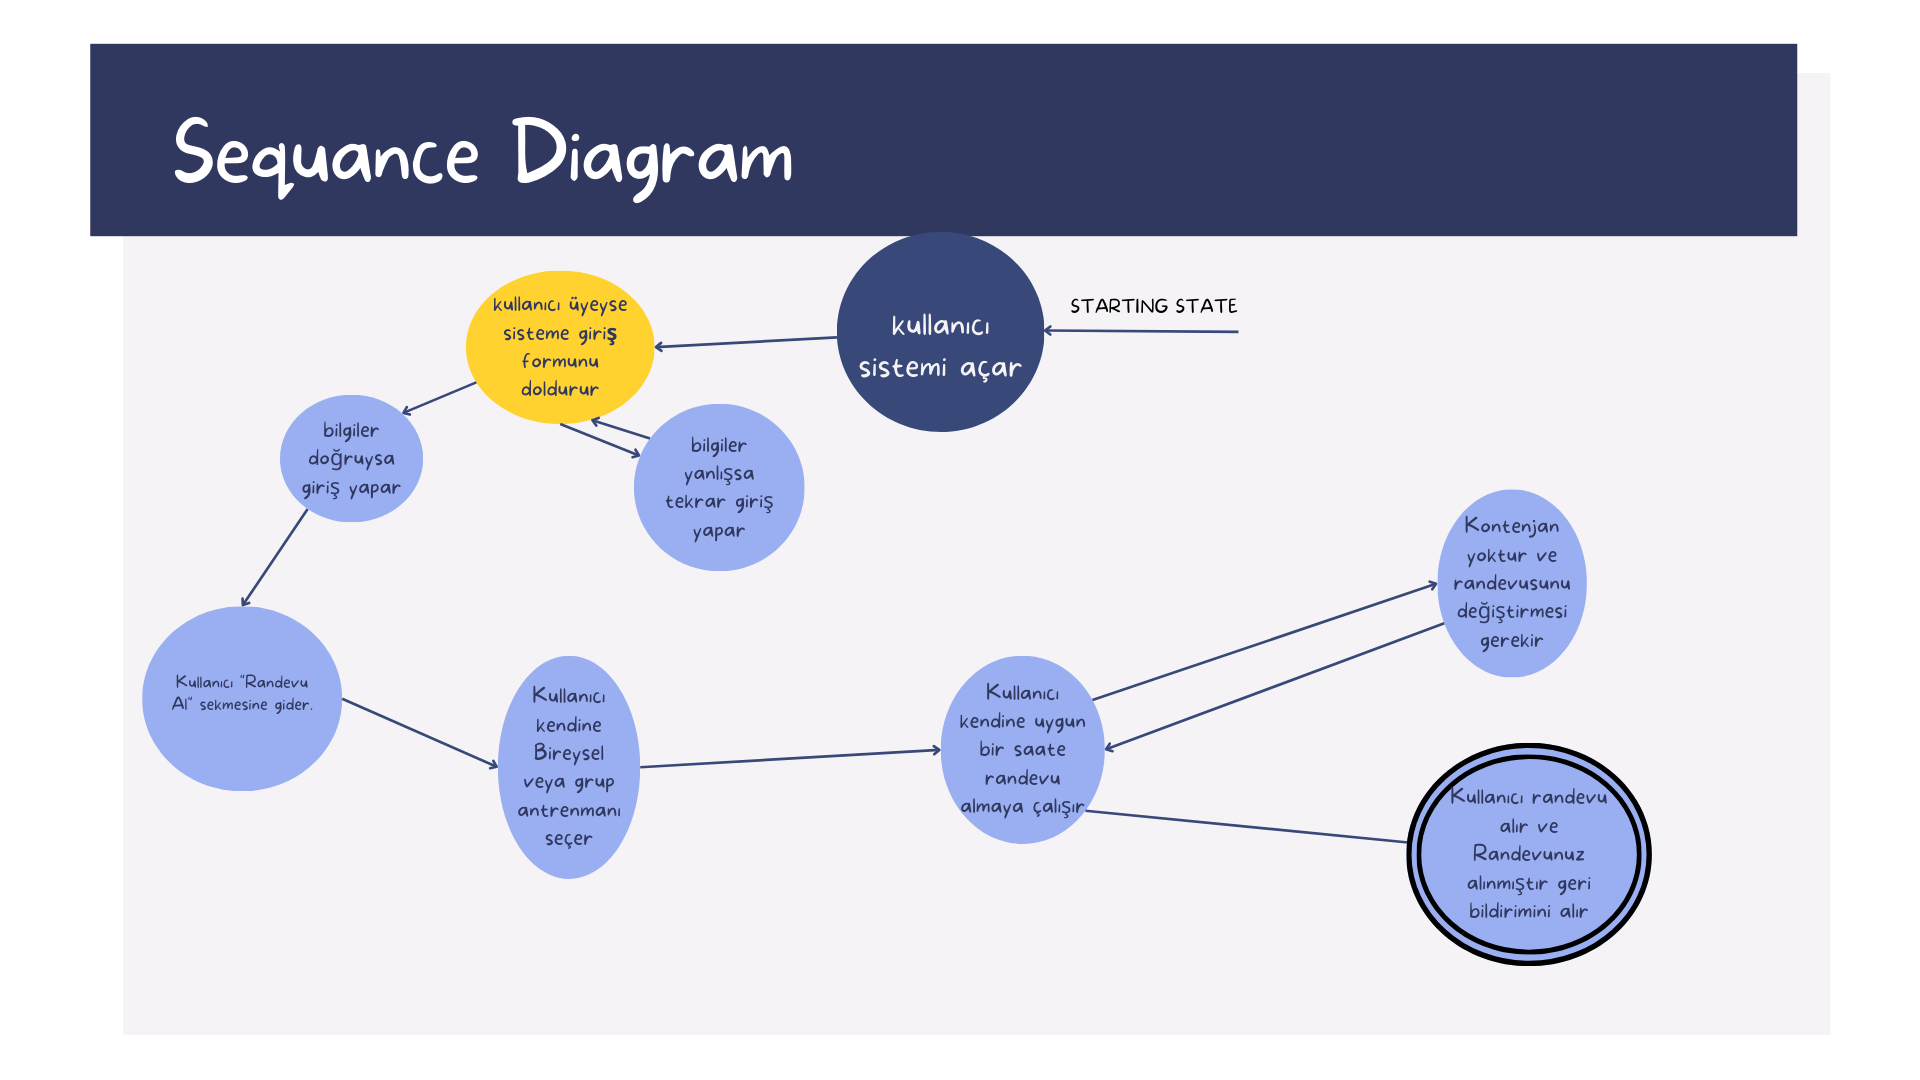 Sequance Diagram
STARTING STATE
kullanıcı
sistemi açar
kullanıcı üyeyse
sisteme giriş
formunu
doldurur
bilgiler
yanlışsa
tekrar giriş
yapar
bilgiler
doğruysa
giriş yapar
Kullanıcı "Randevu
Al" sekmesine gider.
Kullanıcı
kendine
Bireysel
veya grup
antrenmanı
seçer
Kullanıcı
kendine uygun
bir saate
randevu
almaya çalışır
Kontenjan
yoktur ve
randevusunu
değiştirmesi
gerekir
Kullanıcı randevu
alır ve
Randevunuz
alınmıştır geri
bildirimini alır